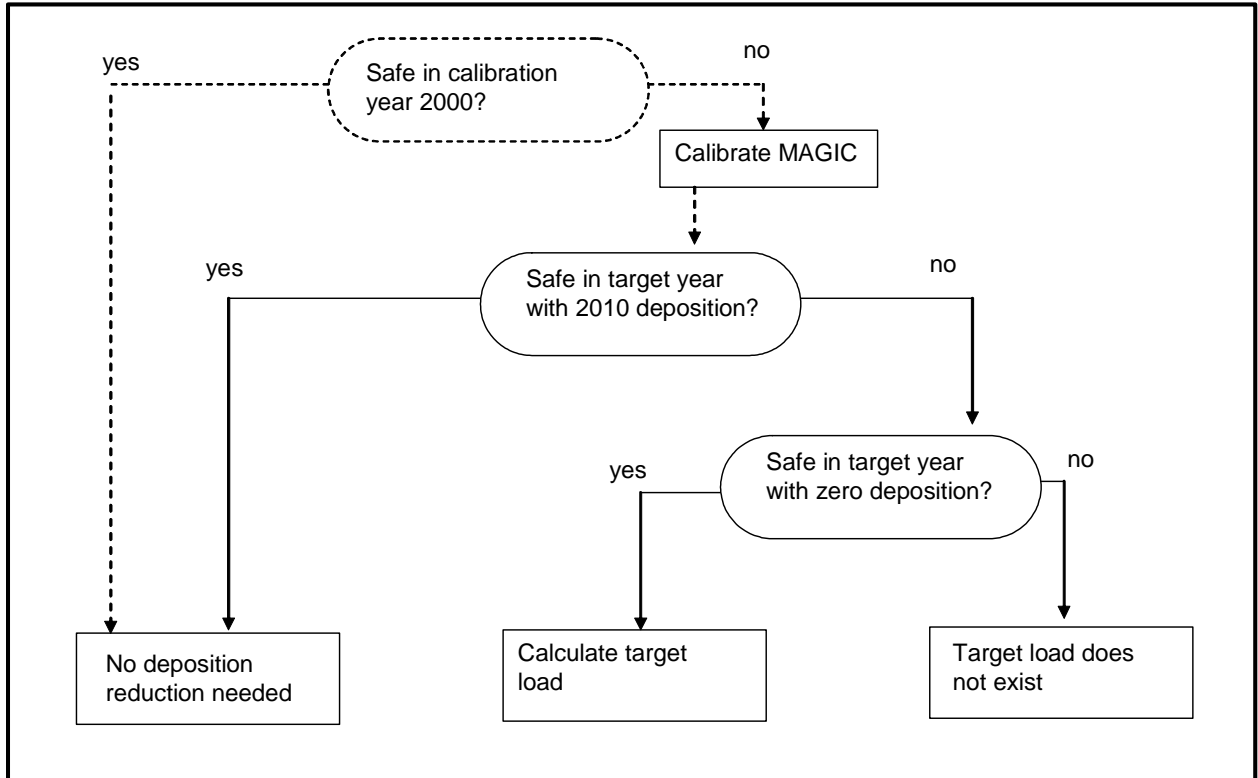 yes
Safe in calibration
year 2000?
no
Calibrate MAGIC
yes
Safe in target year
with 2010 deposition?
no
yes
Safe in target year
with zero deposition?
no
No deposition
reduction needed
Calculate target
load
Target load does
not exist